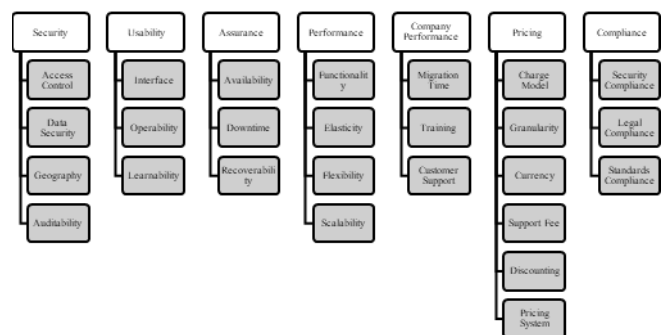 Security
Usability
Assurance
Performance
Company
Performance
Pricing
Compliance
Access
Control
Data
Security
Geography
Auditability
Interface
Operability
Learnability
Availability
Downtime
Recoverabili
ty
Functionalit
y
Elasticity
Flexibility
Scalability
Migration
Time
Training
Customer
Support
Charge
Model
Granularity
Currency
Support Fee
Discounting
Pricing
System
Security
Compliance
Legal
Compliance
Standards
Compliance